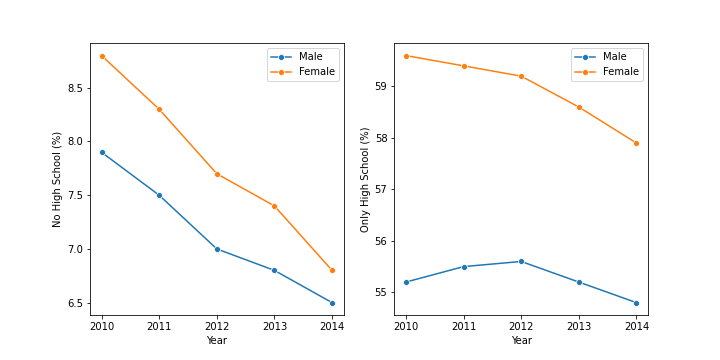 No High School (%)
8.5
8.0
7.5
7.0
6.5
2010 2011 2012 2013 2014
Year
Male
Female
Only High School (%)
59
58
57
56
55
2010 2011 2012 2013 2014
Year
Male
Female